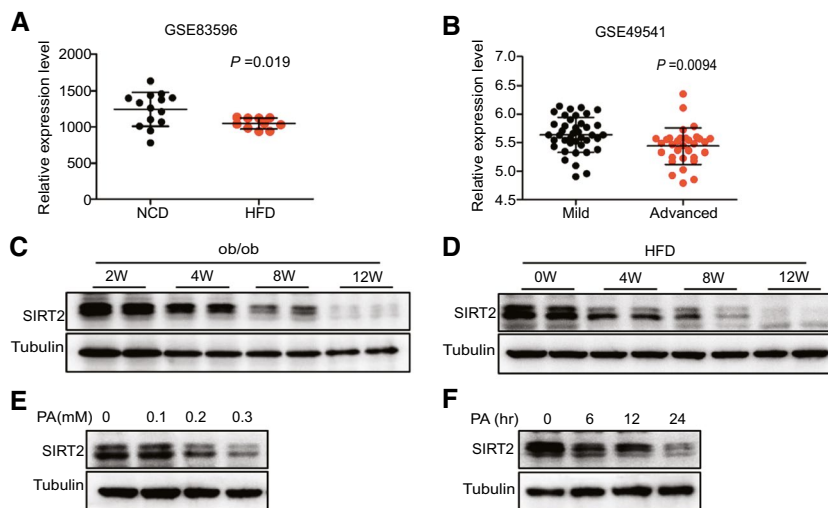 A
GSE83596
P =0.019
Relative expression level
2000
1500
1000
500
0
NCD HFD
B
GSE49541
P=0.0094
Relative expression level
7.0
6.5
6.0
5.5
5.0
4.5
Mild Advanced
C
ob/ob
2W 4W 8W 12W
SIRT2
Tubulin
D
HFD
0W 4W 8W 12W
SIRT2
Tubulin
E
PA(mM) 0 0.1 0.2 0.3
SIRT2
Tubulin
F
PA (hr) 0 6 12 24
SIRT2
Tubulin